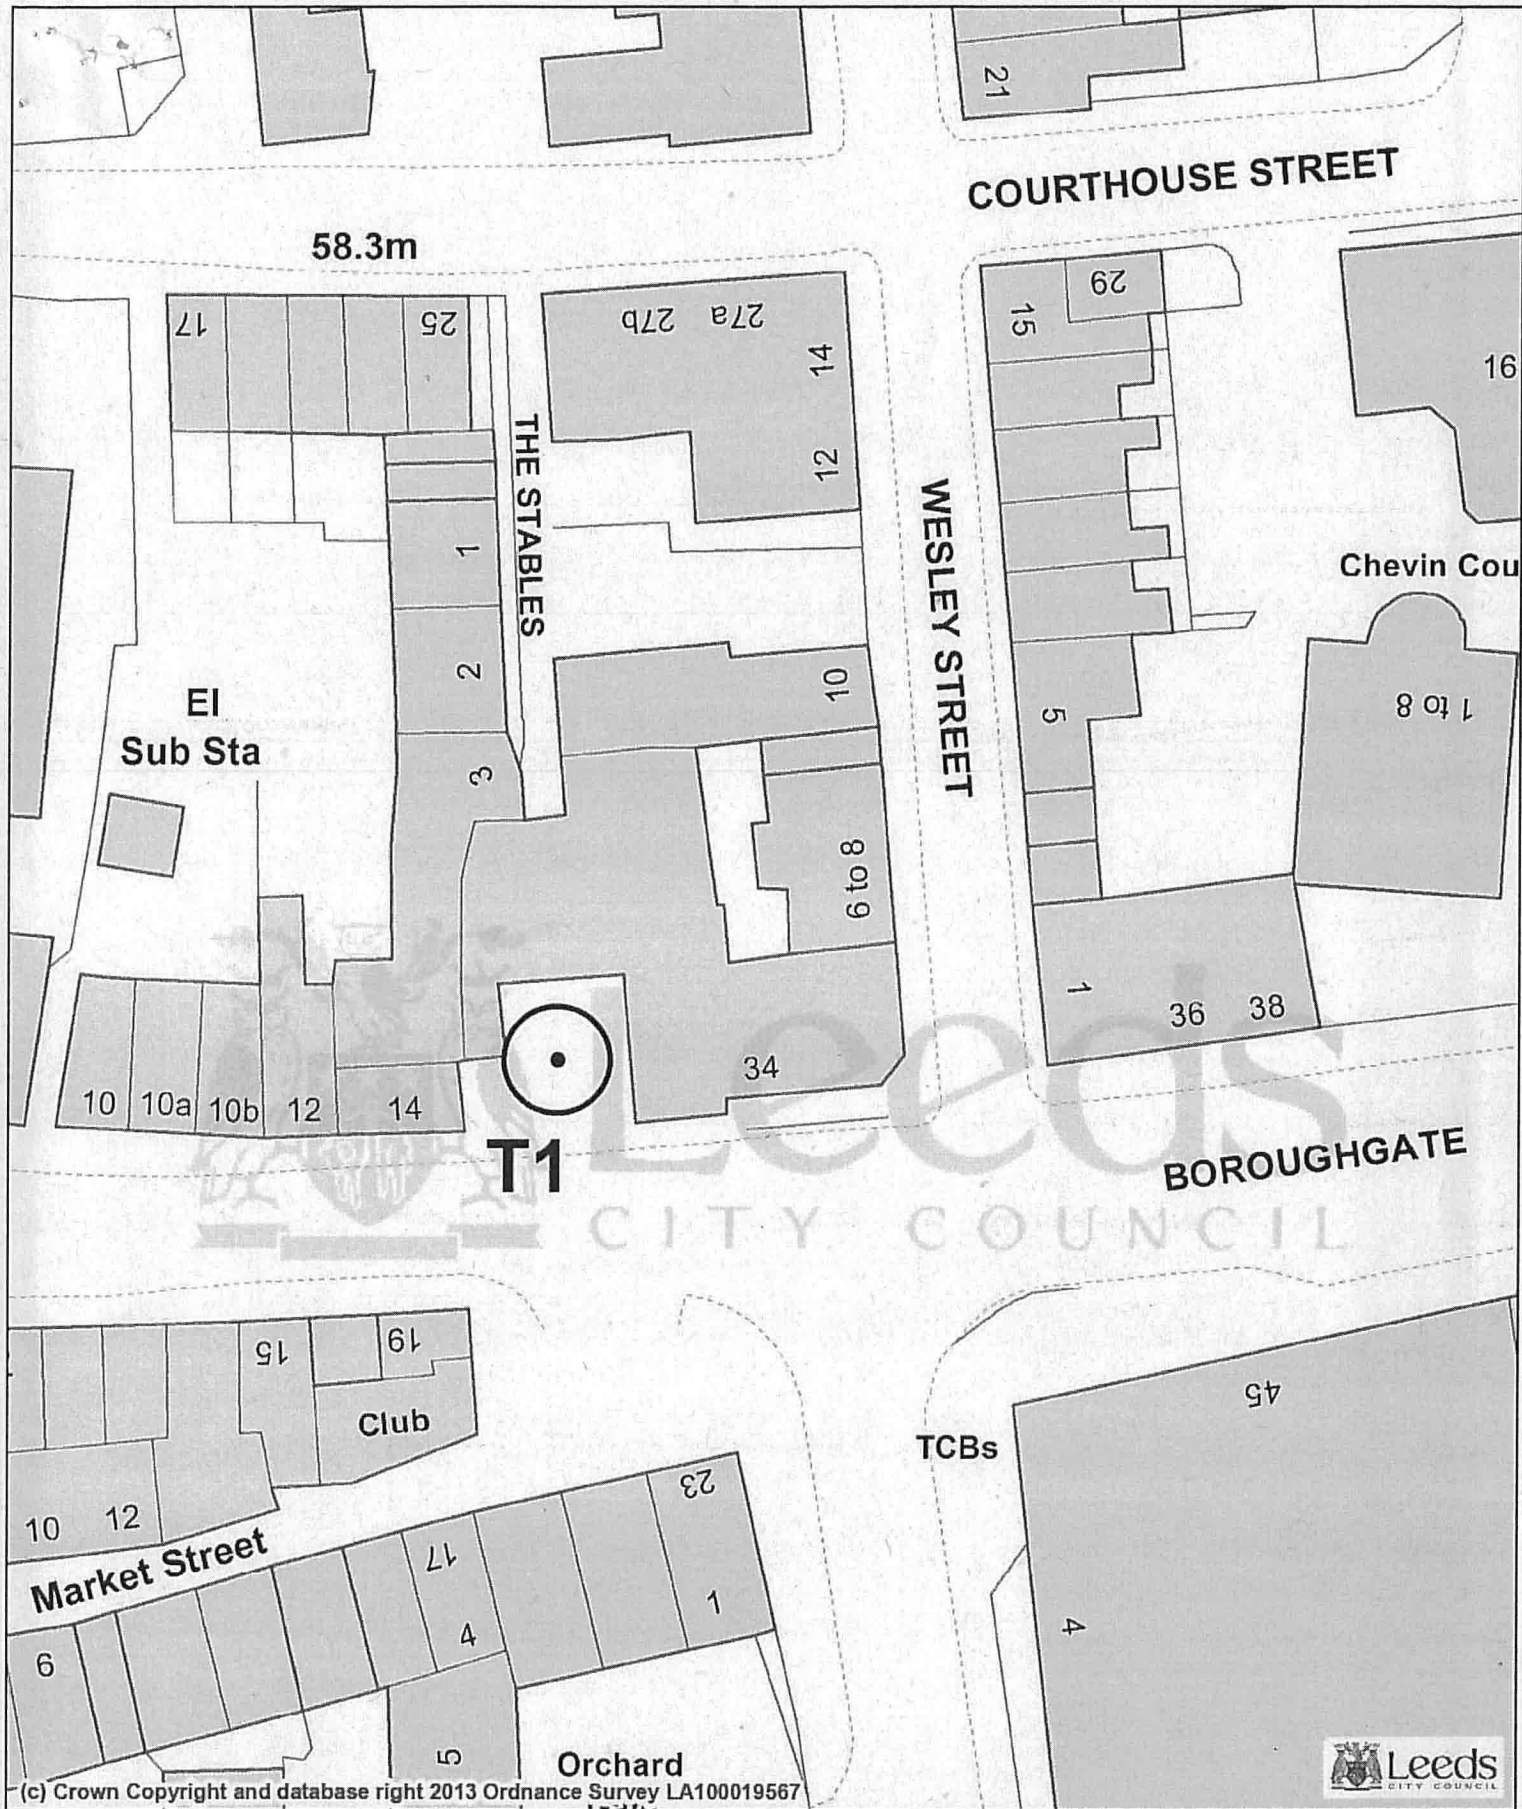 21
COURTHOUSE STREET
58.3m
17
25
27b
27a
14
12
15
29
16
THE STABLES
WESLEY STREET
Chevin Cou
1
2
3
10
5
1 to 8
El
Sub Sta
6 to 8
1
36
38
34
10
10a
10b
12
14
T1
Leeds
CITY COUNCIL
BOROUGHGATE
15
19
Club
45
TCBs
10
12
Market Street
23
17
4
1
6
5
4
Orchard
(c) Crown Copyright and database right 2013 Ordnance Survey LA100019567
Leeds
CITY COUNCIL